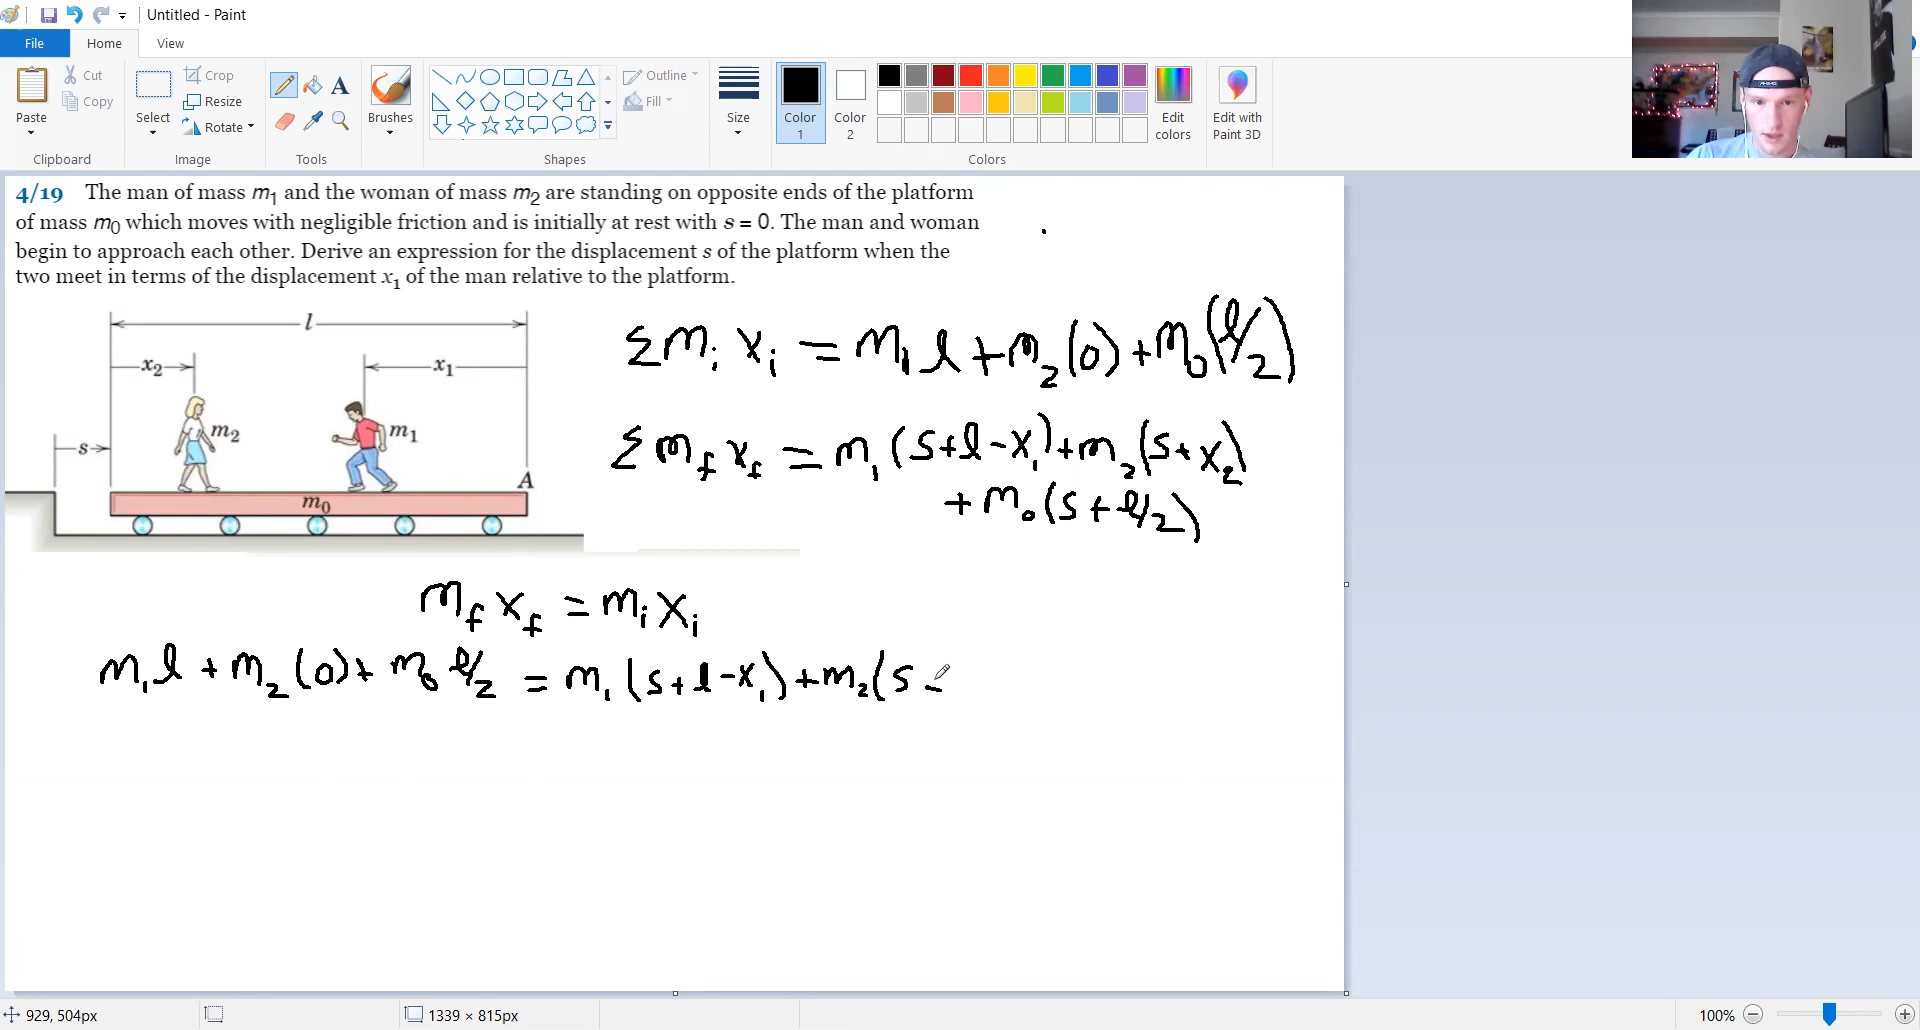 Untitled - Paint
File Home View
Paste
Cut
Copy
Clipboard
Select
Crop
Resize
Rotate
Image
Tools
Brushes
Outline
Fill
Shapes
Size
Color 1
Color 2
Edit colors
Edit with Paint 3D
Colors
4/19 The man of mass m₁ and the woman of mass m₂ are standing on opposite ends of the platform
of mass m₀ which moves with negligible friction and is initially at rest with s = 0. The man and woman
begin to approach each other. Derive an expression for the displacement s of the platform when the
two meet in terms of the displacement x₁ of the man relative to the platform.
l
x₂ x₁
m₂ m₁
s
A
m₀
Σmᵢ xᵢ = m₁ l + m₂(0) + m₀(l/2)
Σm_f x_f = m₁(s+l-x₁)+m₂(s+x₂)
+ m₀(s+l/2)
m_f x_f = mᵢ xᵢ
m₁l + m₂(0)+ m₀ l/2 = m₁(s+l-x₁)+m₂(s
929, 504px
1339 × 815px
100%